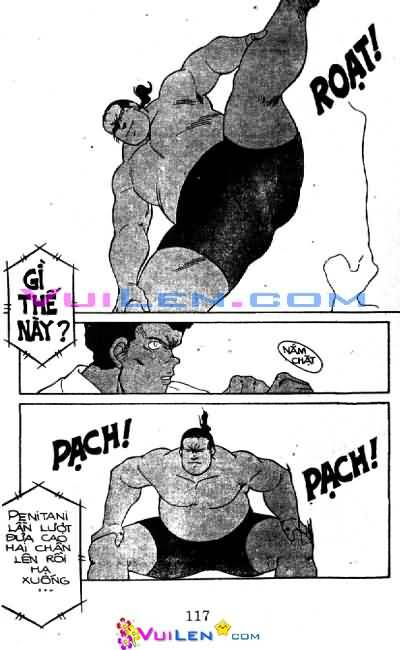 ROẠT!
GÌ
THẾ
NÀY?
VUILEN.COM
NẮM
CHẶT
PẠCH!
PẠCH!
PENITANI
LẦN LƯỢT
ĐƯA CAO
HAI CHÂN
LÊN RỒI
HẠ
XUỐNG
...
117
VUILEN.COM